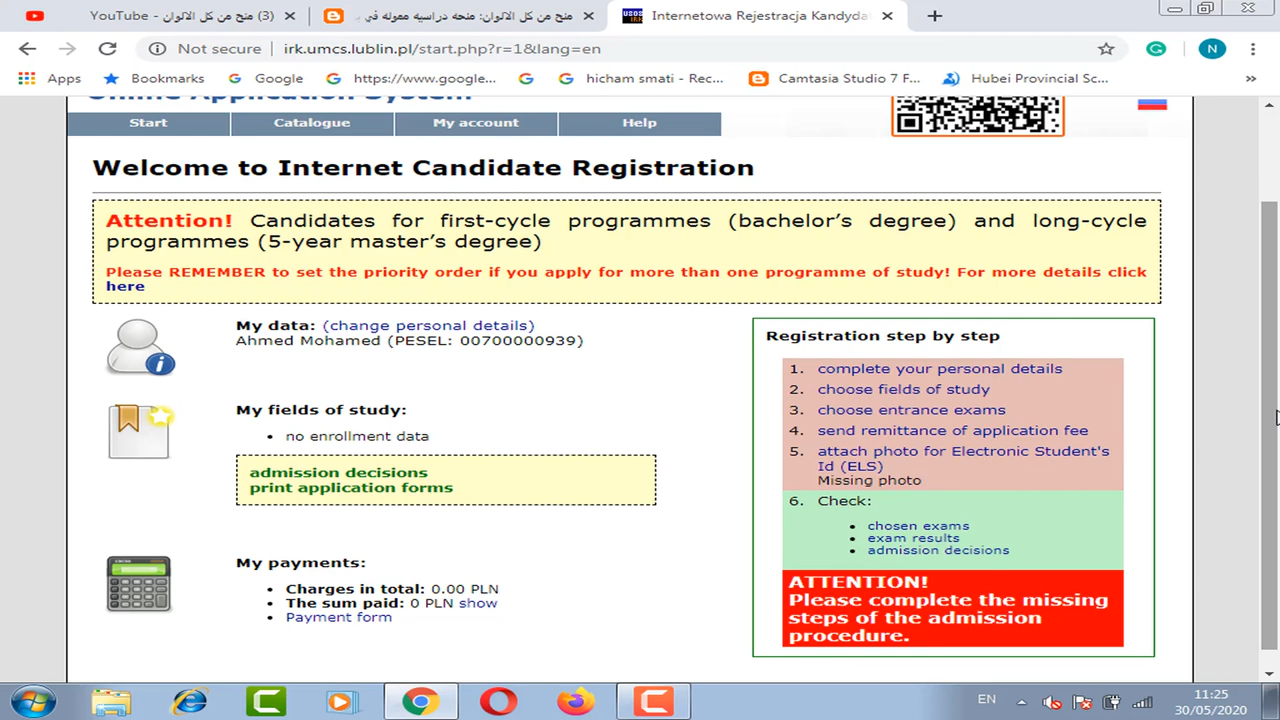 YouTube - منح من كل الالوان (3)
منح من كل الالوان: منحه دراسيه مموله في ب
Internetowa Rejestracja Kandyda
Not secure
irk.umcs.lublin.pl/start.php?r=1&lang=en
N
Apps
Bookmarks
Google
https://www.google...
hicham smati - Rec...
Camtasia Studio 7 F...
Hubei Provincial Sc...
»
Online Application System
Start
Catalogue
My account
Help
Welcome to Internet Candidate Registration
Attention! Candidates for first-cycle programmes (bachelor's degree) and long-cycle
programmes (5-year master's degree)
Please REMEMBER to set the priority order if you apply for more than one programme of study! For more details click
here
My data: (change personal details)
Ahmed Mohamed (PESEL: 00700000939)
My fields of study:
• no enrollment data
admission decisions
print application forms
My payments:
• Charges in total: 0.00 PLN
• The sum paid: 0 PLN show
• Payment form
Registration step by step
1. complete your personal details
2. choose fields of study
3. choose entrance exams
4. send remittance of application fee
5. attach photo for Electronic Student's
Id (ELS)
Missing photo
6. Check:
• chosen exams
• exam results
• admission decisions
ATTENTION!
Please complete the missing
steps of the admission
procedure.
EN
11:25
30/05/2020